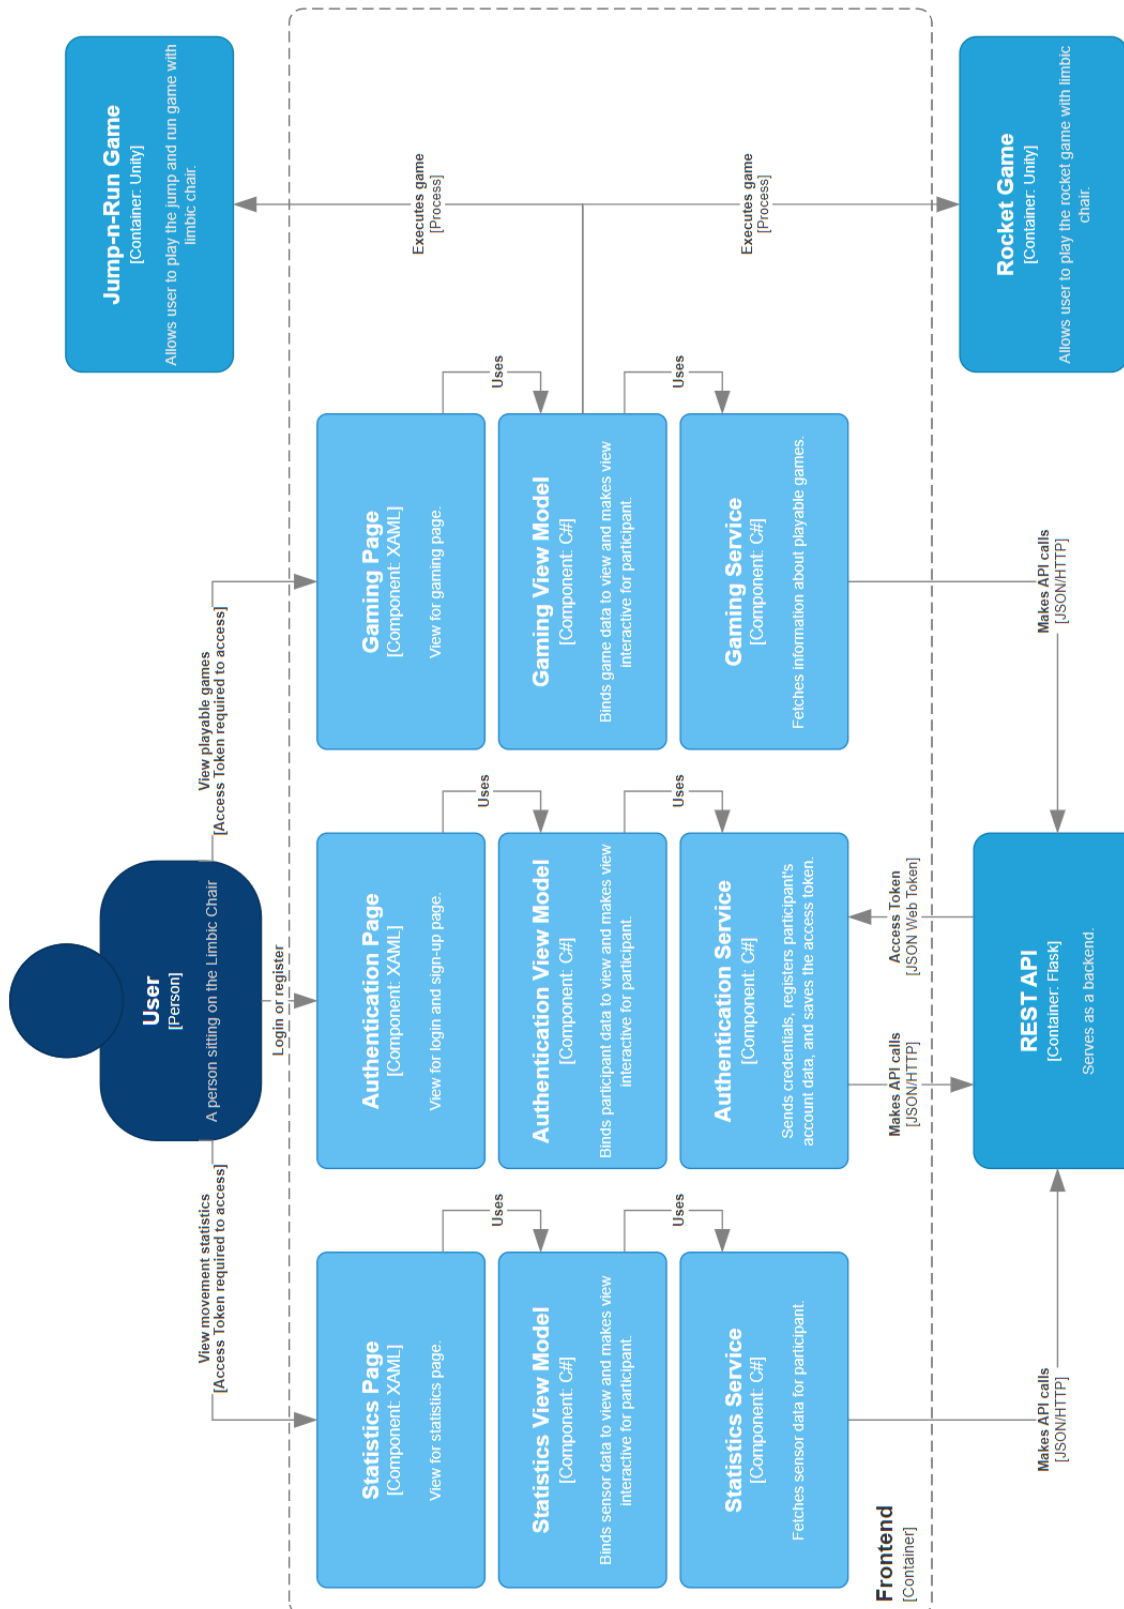 User
[Person]
A person sitting on the Limbic Chair
View movement statistics
[Access Token required to access]
Login or register
View playable games
[Access Token required to access]
Statistics Page
[Component: XAML]
View for statistics page.
Uses
Statistics View Model
[Component: C#]
Binds sensor data to view and makes view
interactive for participant.
Uses
Statistics Service
[Component: C#]
Fetches sensor data for participant.
Authentication Page
[Component: XAML]
View for login and sign-up page.
Uses
Authentication View Model
[Component: C#]
Binds participant data to view and makes view
interactive for participant.
Uses
Authentication Service
[Component: C#]
Sends credentials, registers participant's
account data, and saves the access token.
Gaming Page
[Component: XAML]
View for gaming page.
Uses
Gaming View Model
[Component: C#]
Binds game data to view and makes view
interactive for participant.
Uses
Gaming Service
[Component: C#]
Fetches information about playable games.
Jump-n-Run Game
[Container: Unity]
Allows user to play the jump and run game with
limbic chair.
Executes game
[Process]
Executes game
[Process]
Rocket Game
[Container: Unity]
Allows user to play the rocket game with limbic
chair.
Frontend
[Container]
Makes API calls
[JSON/HTTP]
Makes API calls
[JSON/HTTP]
Access Token
[JSON Web Token]
Makes API calls
[JSON/HTTP]
REST API
[Container: Flask]
Serves as a backend.